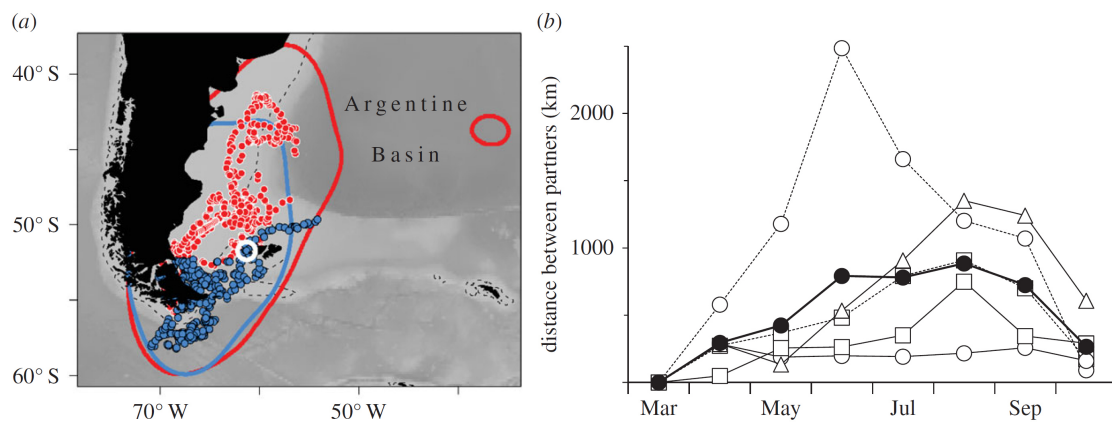 (a)
40° S
50° S
60° S
70° W
50° W
Argentine
Basin
(b)
distance between partners (km)
2000
1000
Mar
May
Jul
Sep